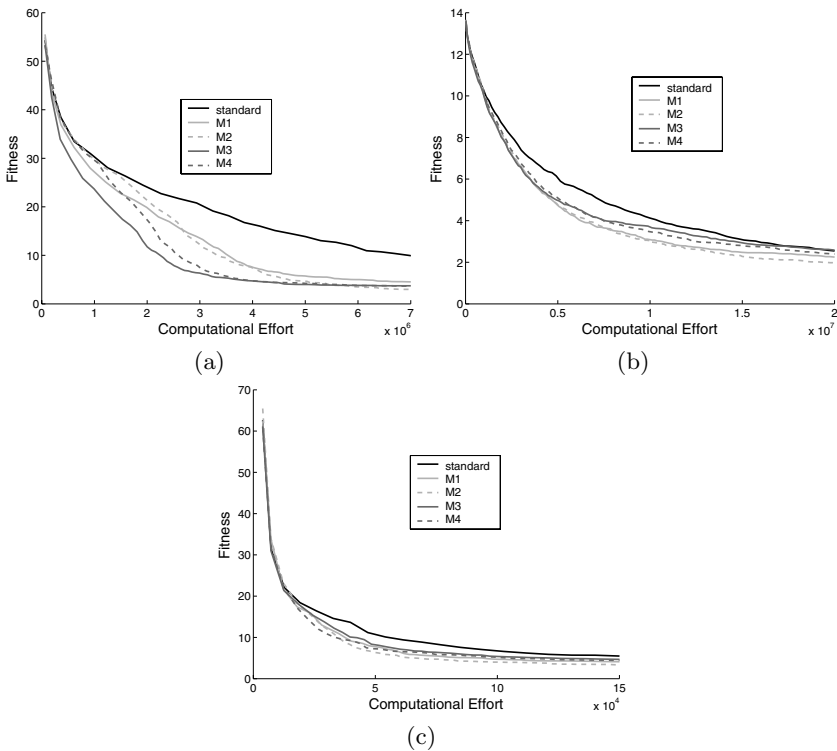 60
50
40
30
20
10
0
0 1 2 3 4 5 6 7
x 10^6
Fitness
Computational Effort
standard
M1
M2
M3
M4
(a)
14
12
10
8
6
4
2
0
0 0.5 1 1.5 2
x 10^7
Fitness
Computational Effort
standard
M1
M2
M3
M4
(b)
70
60
50
40
30
20
10
0
0 5 10 15
x 10^4
Fitness
Computational Effort
standard
M1
M2
M3
M4
(c)